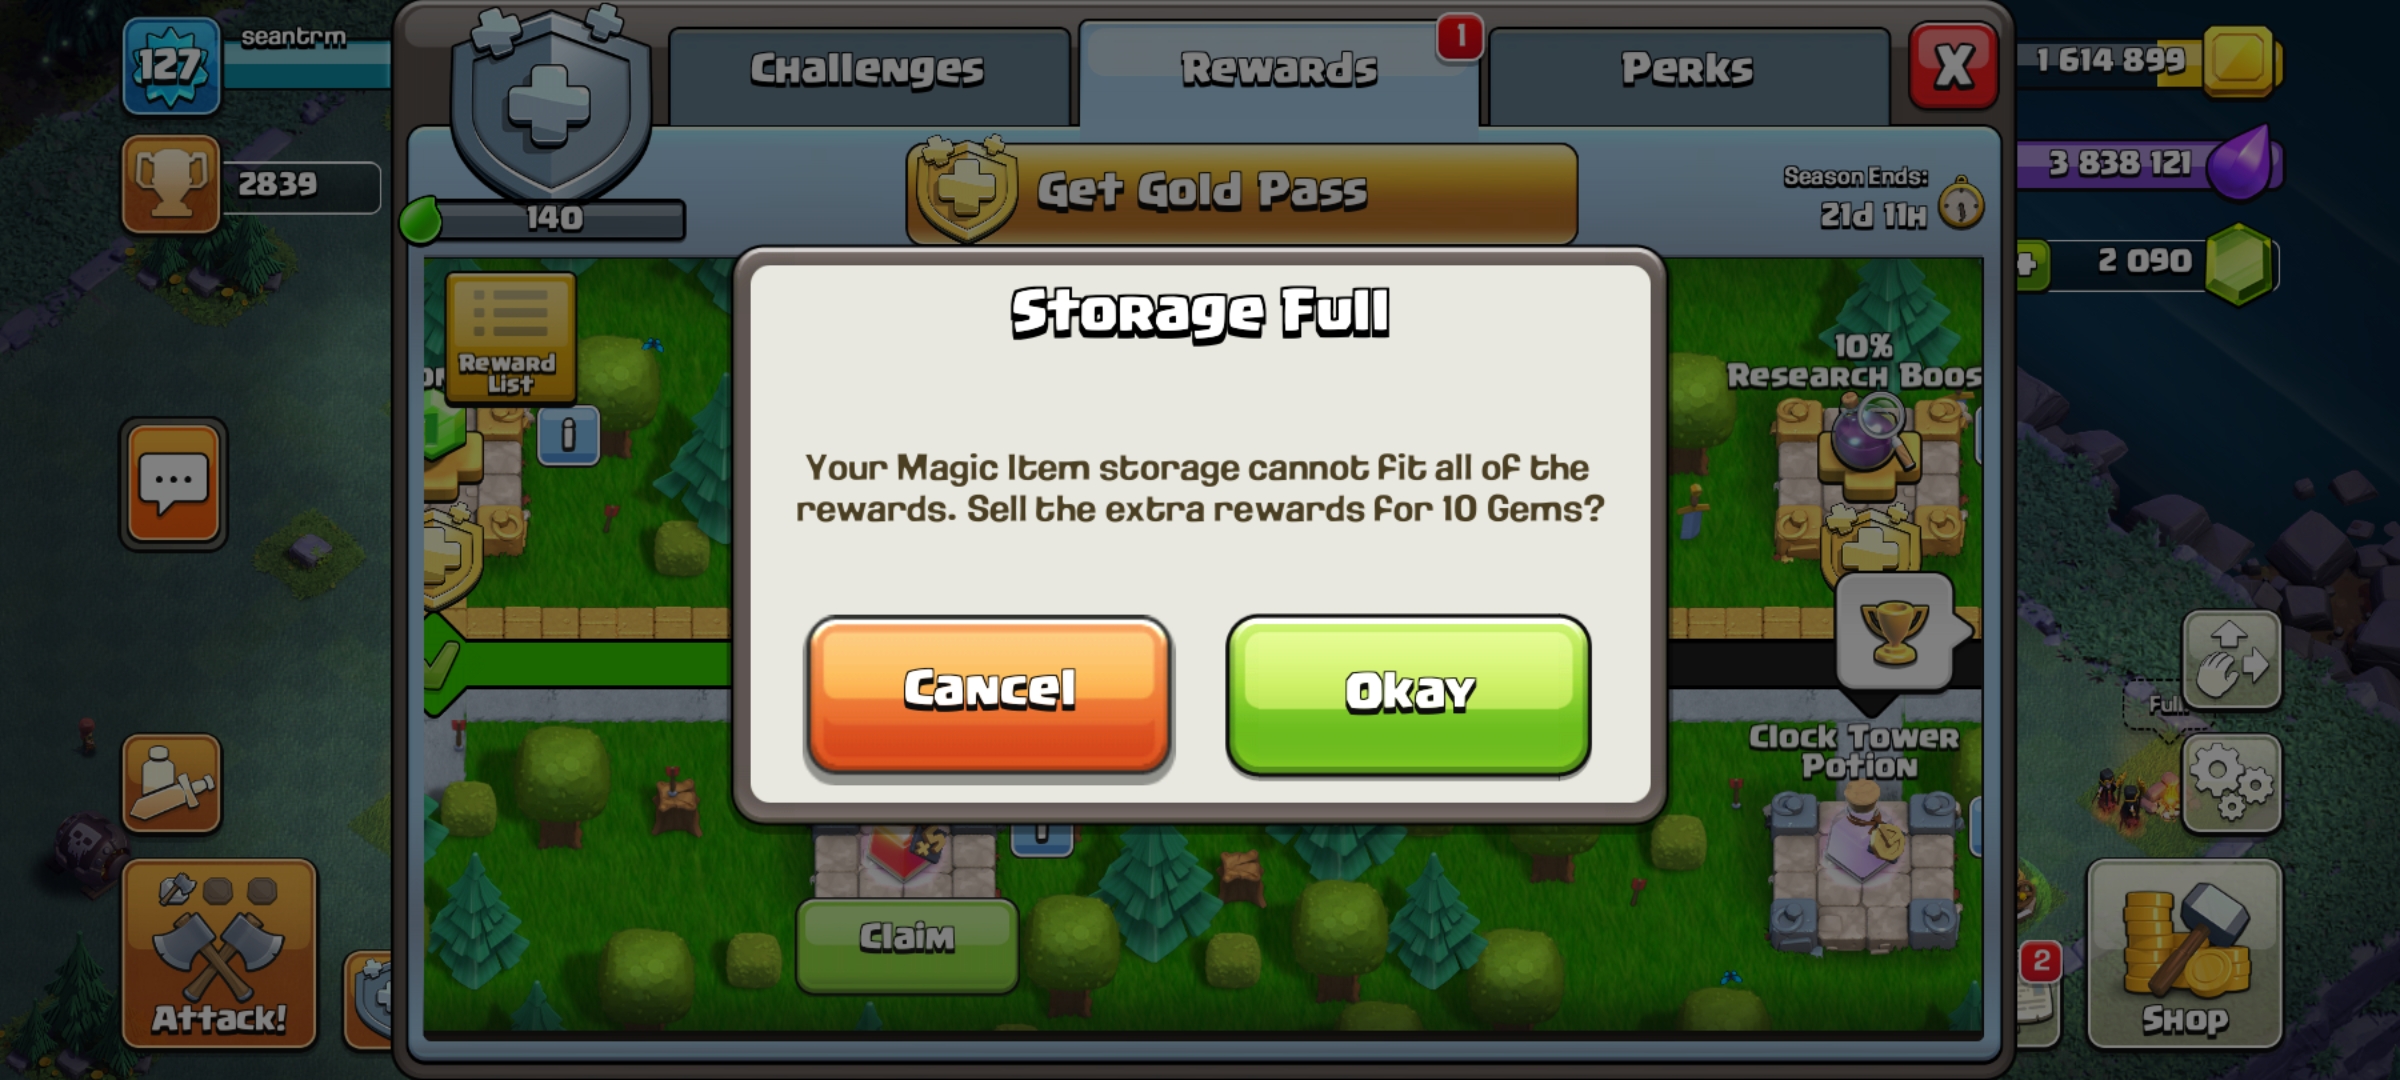 127
seantrm
2839
Challenges
Rewards
1
Perks
X
1 614 899
3 838 121
2 090
Get Gold Pass
Season Ends:
21d 11h
140
Reward
List
i
10%
Research Boos
Storage Full
Your Magic Item storage cannot fit all of the
rewards. Sell the extra rewards for 10 Gems?
Cancel
Okay
Full
Clock Tower
Potion
x5
Claim
Attack!
2
Shop